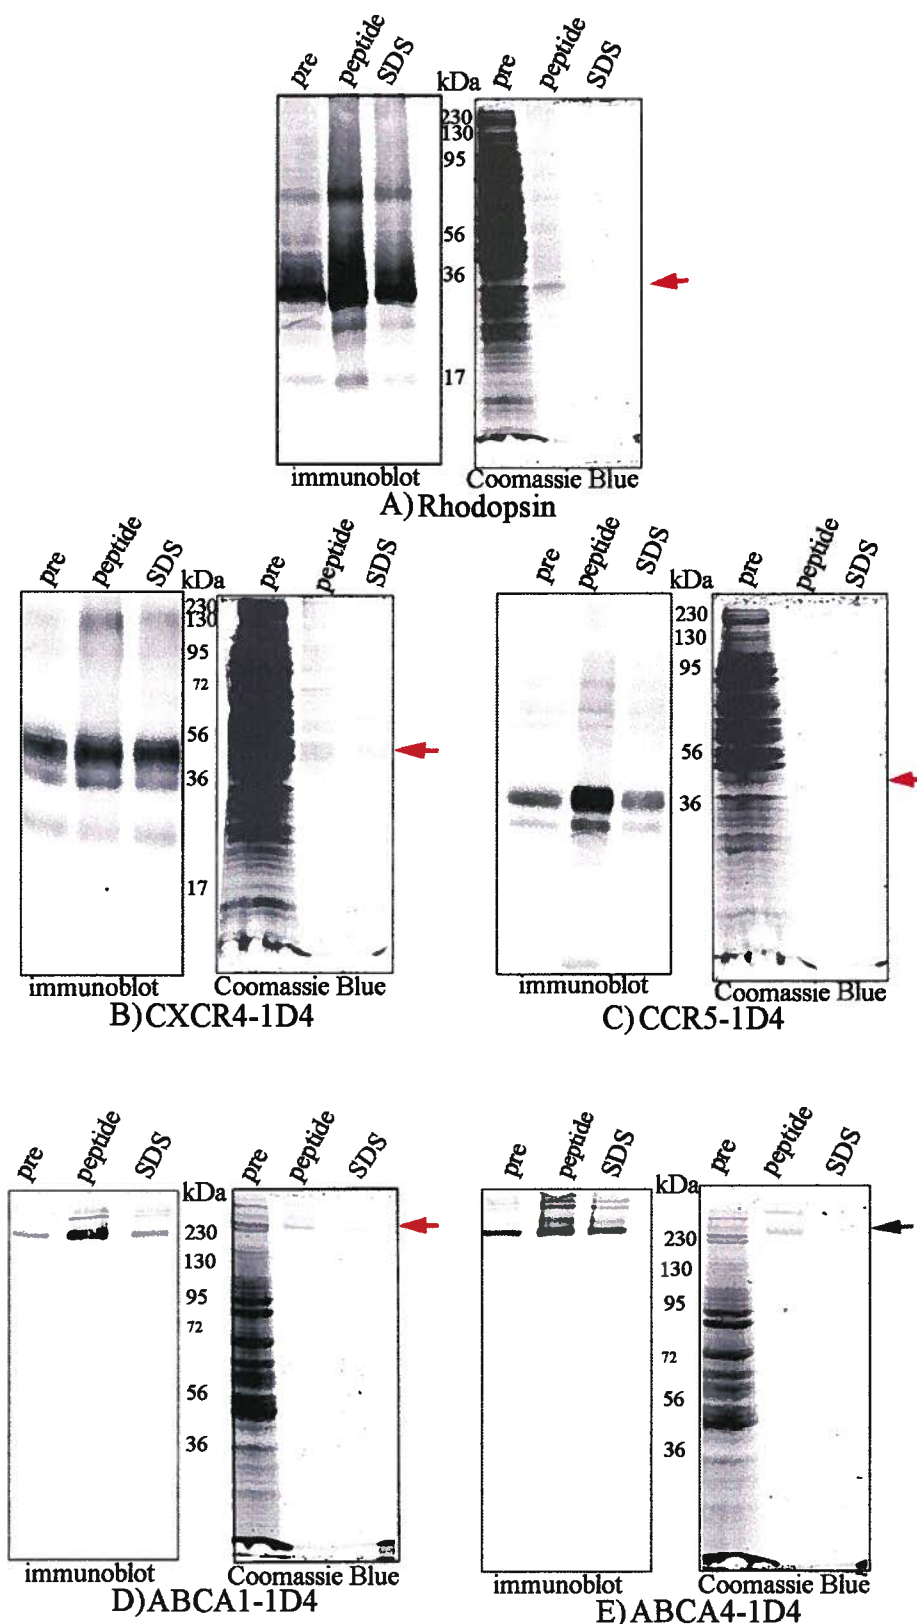 pre peptide SDS kDa pre peptide SDS
230
130
95
56
36
17
immunoblot Coomassie Blue
A) Rhodopsin
pre peptide SDS kDa pre peptide SDS
230
130
95
72
56
36
17
immunoblot Coomassie Blue
B) CXCR4-1D4
pre peptide SDS kDa pre peptide SDS
230
130
95
56
36
immunoblot Coomassie Blue
C) CCR5-1D4
pre peptide SDS kDa pre peptide SDS
230
130
95
72
56
36
immunoblot Coomassie Blue
D) ABCA1-1D4
pre peptide SDS kDa pre peptide SDS
230
130
95
72
56
36
immunoblot Coomassie Blue
E) ABCA4-1D4